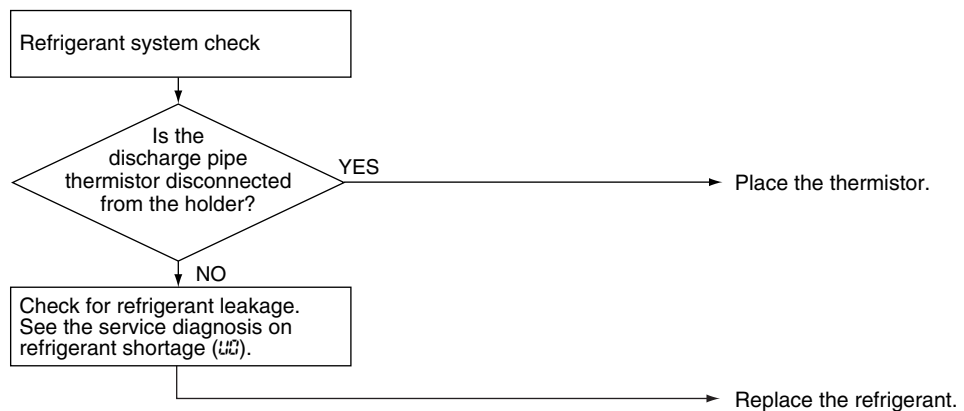 Refrigerant system check
Is the
discharge pipe
thermistor disconnected
from the holder?
YES
Place the thermistor.
NO
Check for refrigerant leakage.
See the service diagnosis on
refrigerant shortage (U0).
Replace the refrigerant.